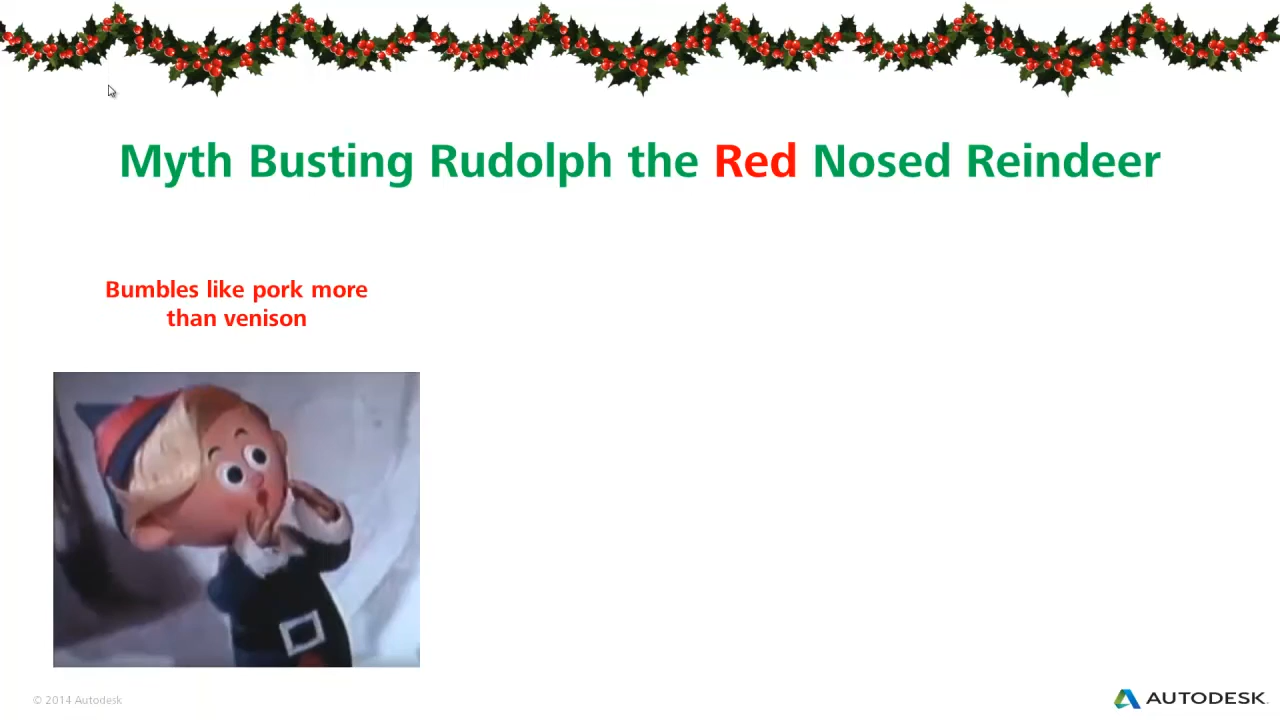 Myth Busting Rudolph the Red Nosed Reindeer
Bumbles like pork more
than venison
© 2014 Autodesk
AUTODESK.